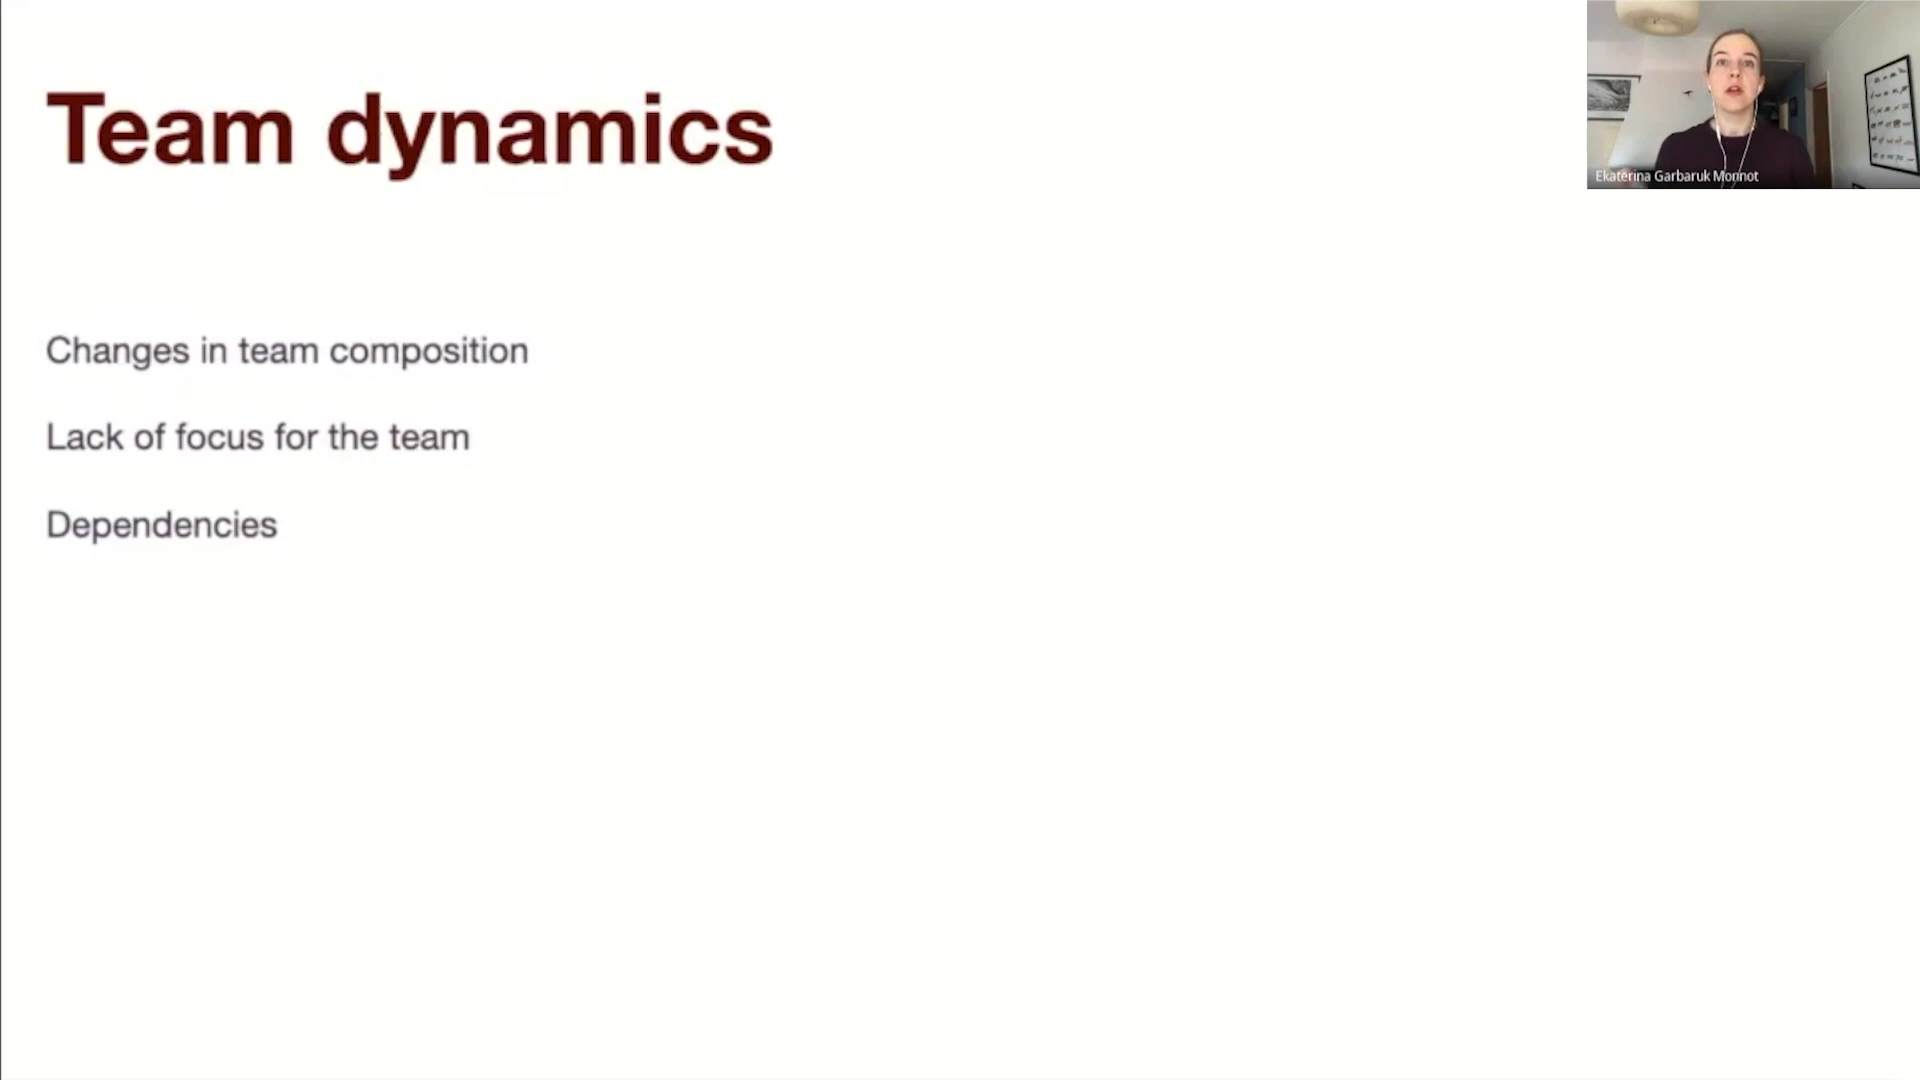 Team dynamics
Changes in team composition
Lack of focus for the team
Dependencies
Ekaterina Garbaruk Monnot